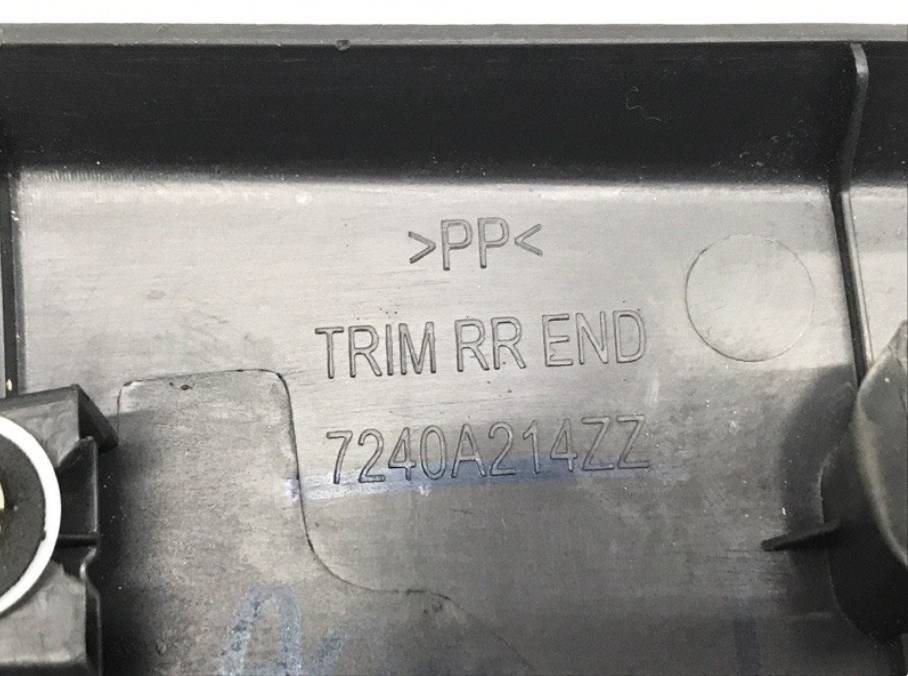 >PP<
TRIM RR END
7240A214ZZ